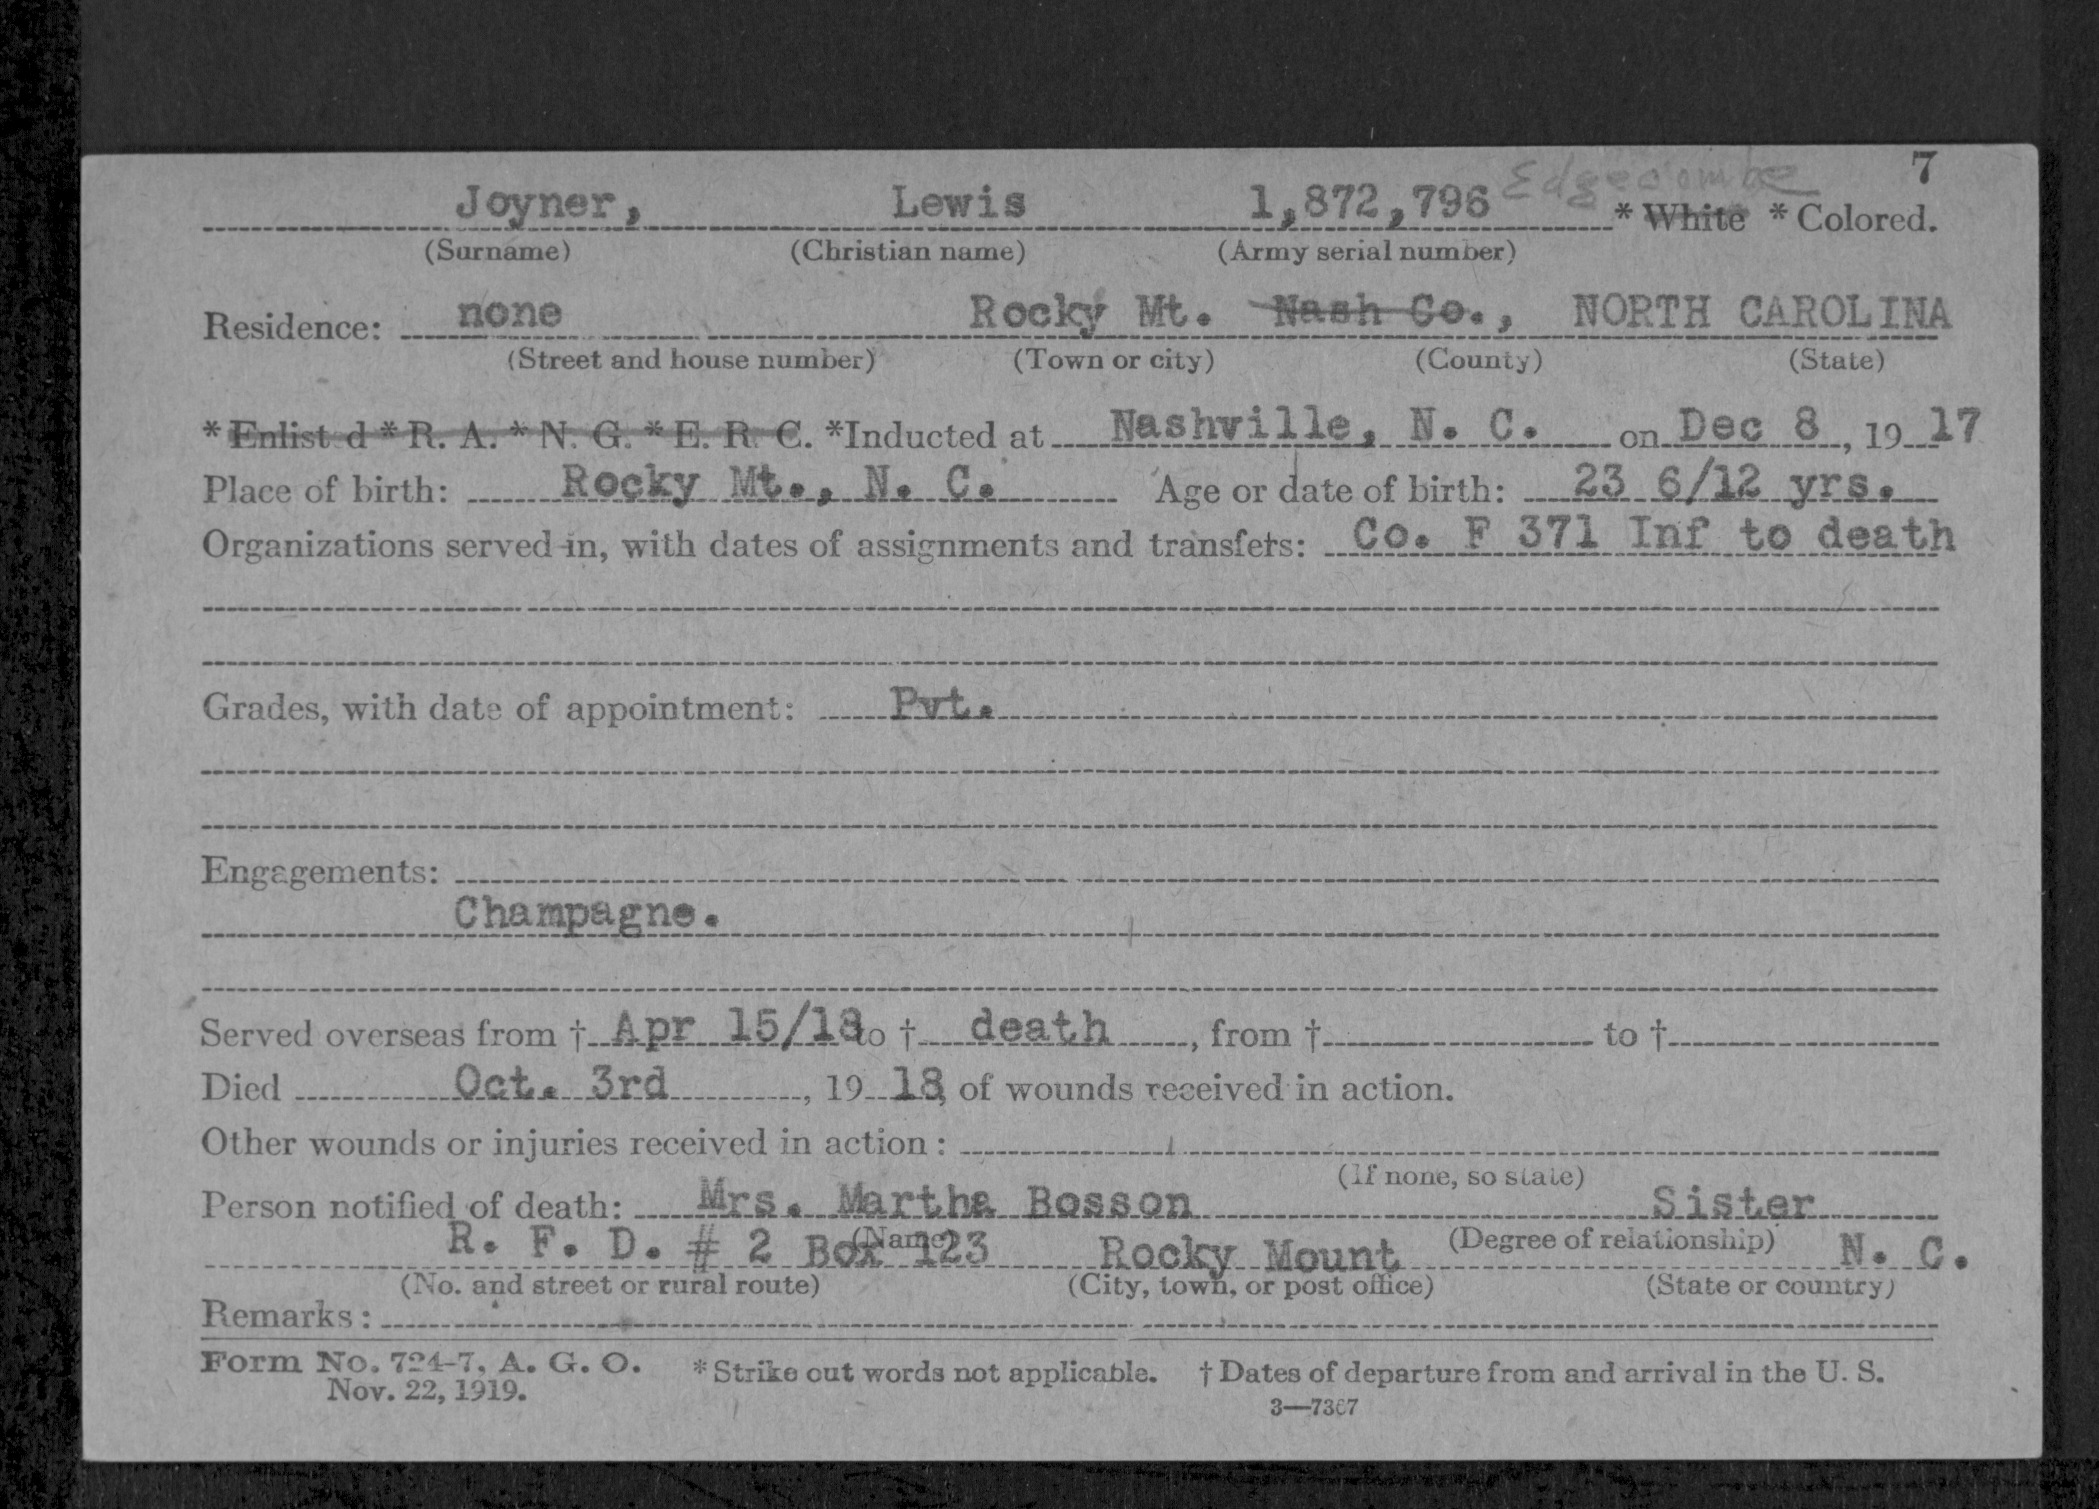 Edgecombe 7
Joyner, Lewis 1,872,796 * White * Colored.
(Surname) (Christian name) (Army serial number)
Residence: none Rocky Mt. Nash Co., NORTH CAROLINA
(Street and house number) (Town or city) (County) (State)
* Enlist d * R. A. * N. G. * E. R. C. *Inducted at Nashville, N. C. on Dec 8, 19 17
Place of birth: Rocky Mt., N. C. Age or date of birth: 23 6/12 yrs.
Organizations served in, with dates of assignments and transfers: Co. F 371 Inf to death
Grades, with date of appointment: Pvt.
Engagements:
Champagne.
Served overseas from † Apr 15/18 to † death, from † to †
Died Oct. 3rd, 19 18, of wounds received in action.
Other wounds or injuries received in action:
(If none, so state)
Person notified of death: Mrs. Martha Bosson Sister
(Name) (Degree of relationship)
R. F. D. # 2 Box 123 Rocky Mount N. C.
(No. and street or rural route) (City, town, or post office) (State or country)
Remarks:
Form No. 724-7, A. G. O. * Strike out words not applicable. † Dates of departure from and arrival in the U. S.
Nov. 22, 1919.
3—7367